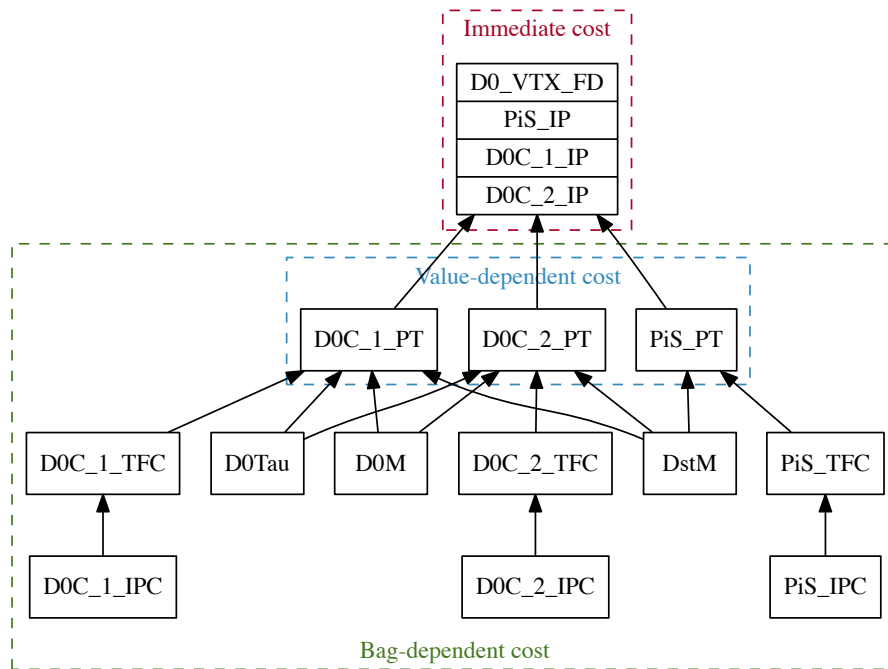 Immediate cost
D0_VTX_FD
PiS_IP
D0C_1_IP
D0C_2_IP
Value-dependent cost
D0C_1_PT
D0C_2_PT
PiS_PT
D0C_1_TFC
D0Tau
D0M
D0C_2_TFC
DstM
PiS_TFC
D0C_1_IPC
D0C_2_IPC
PiS_IPC
Bag-dependent cost